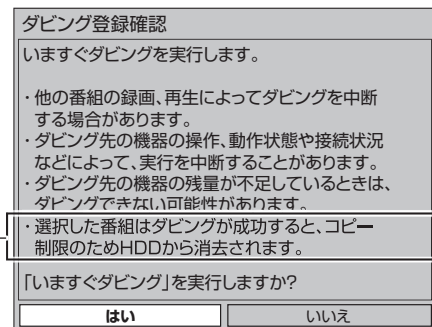 ダビング登録確認
いますぐダビングを実行します。
・他の番組の録画、再生によってダビングを中断
する場合があります。
・ダビング先の機器の操作、動作状態や接続状況
などによって、実行を中断することがあります。
・ダビング先の機器の残量が不足しているときは、
ダビングできない可能性があります。
・選択した番組はダビングが成功すると、コピー
制限のためHDDから消去されます。
「いますぐダビング」を実行しますか?
はい
いいえ